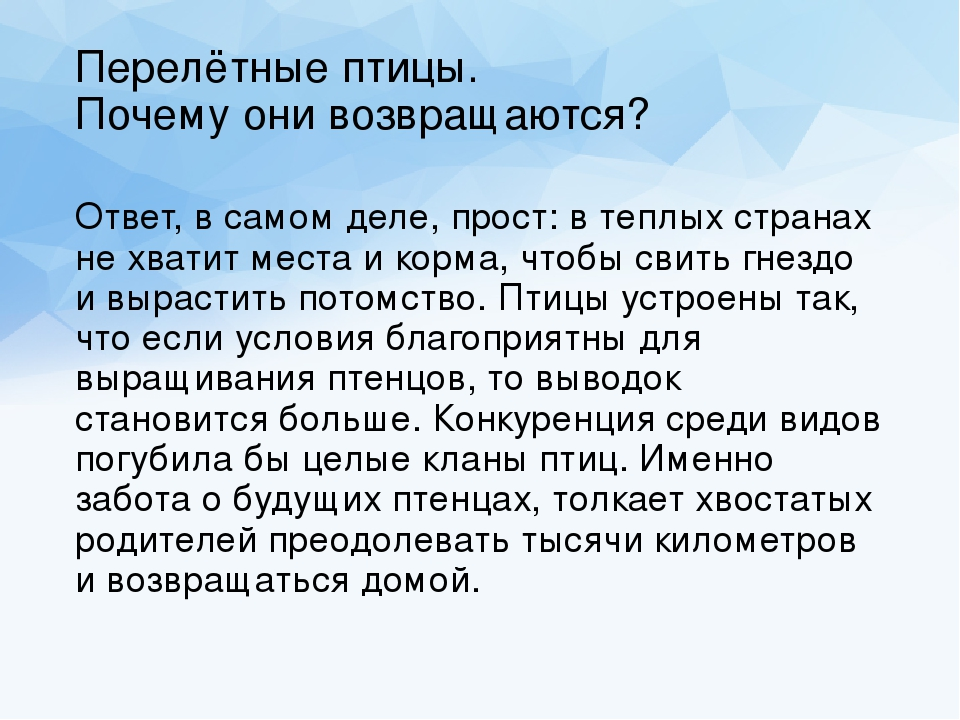 Перелётные птицы.
Почему они возвращаются?
Ответ, в самом деле, прост: в теплых странах
не хватит места и корма, чтобы свить гнездо
и вырастить потомство. Птицы устроены так,
что если условия благоприятны для
выращивания птенцов, то выводок
становится больше. Конкуренция среди видов
погубила бы целые кланы птиц. Именно
забота о будущих птенцах, толкает хвостатых
родителей преодолевать тысячи километров
и возвращаться домой.